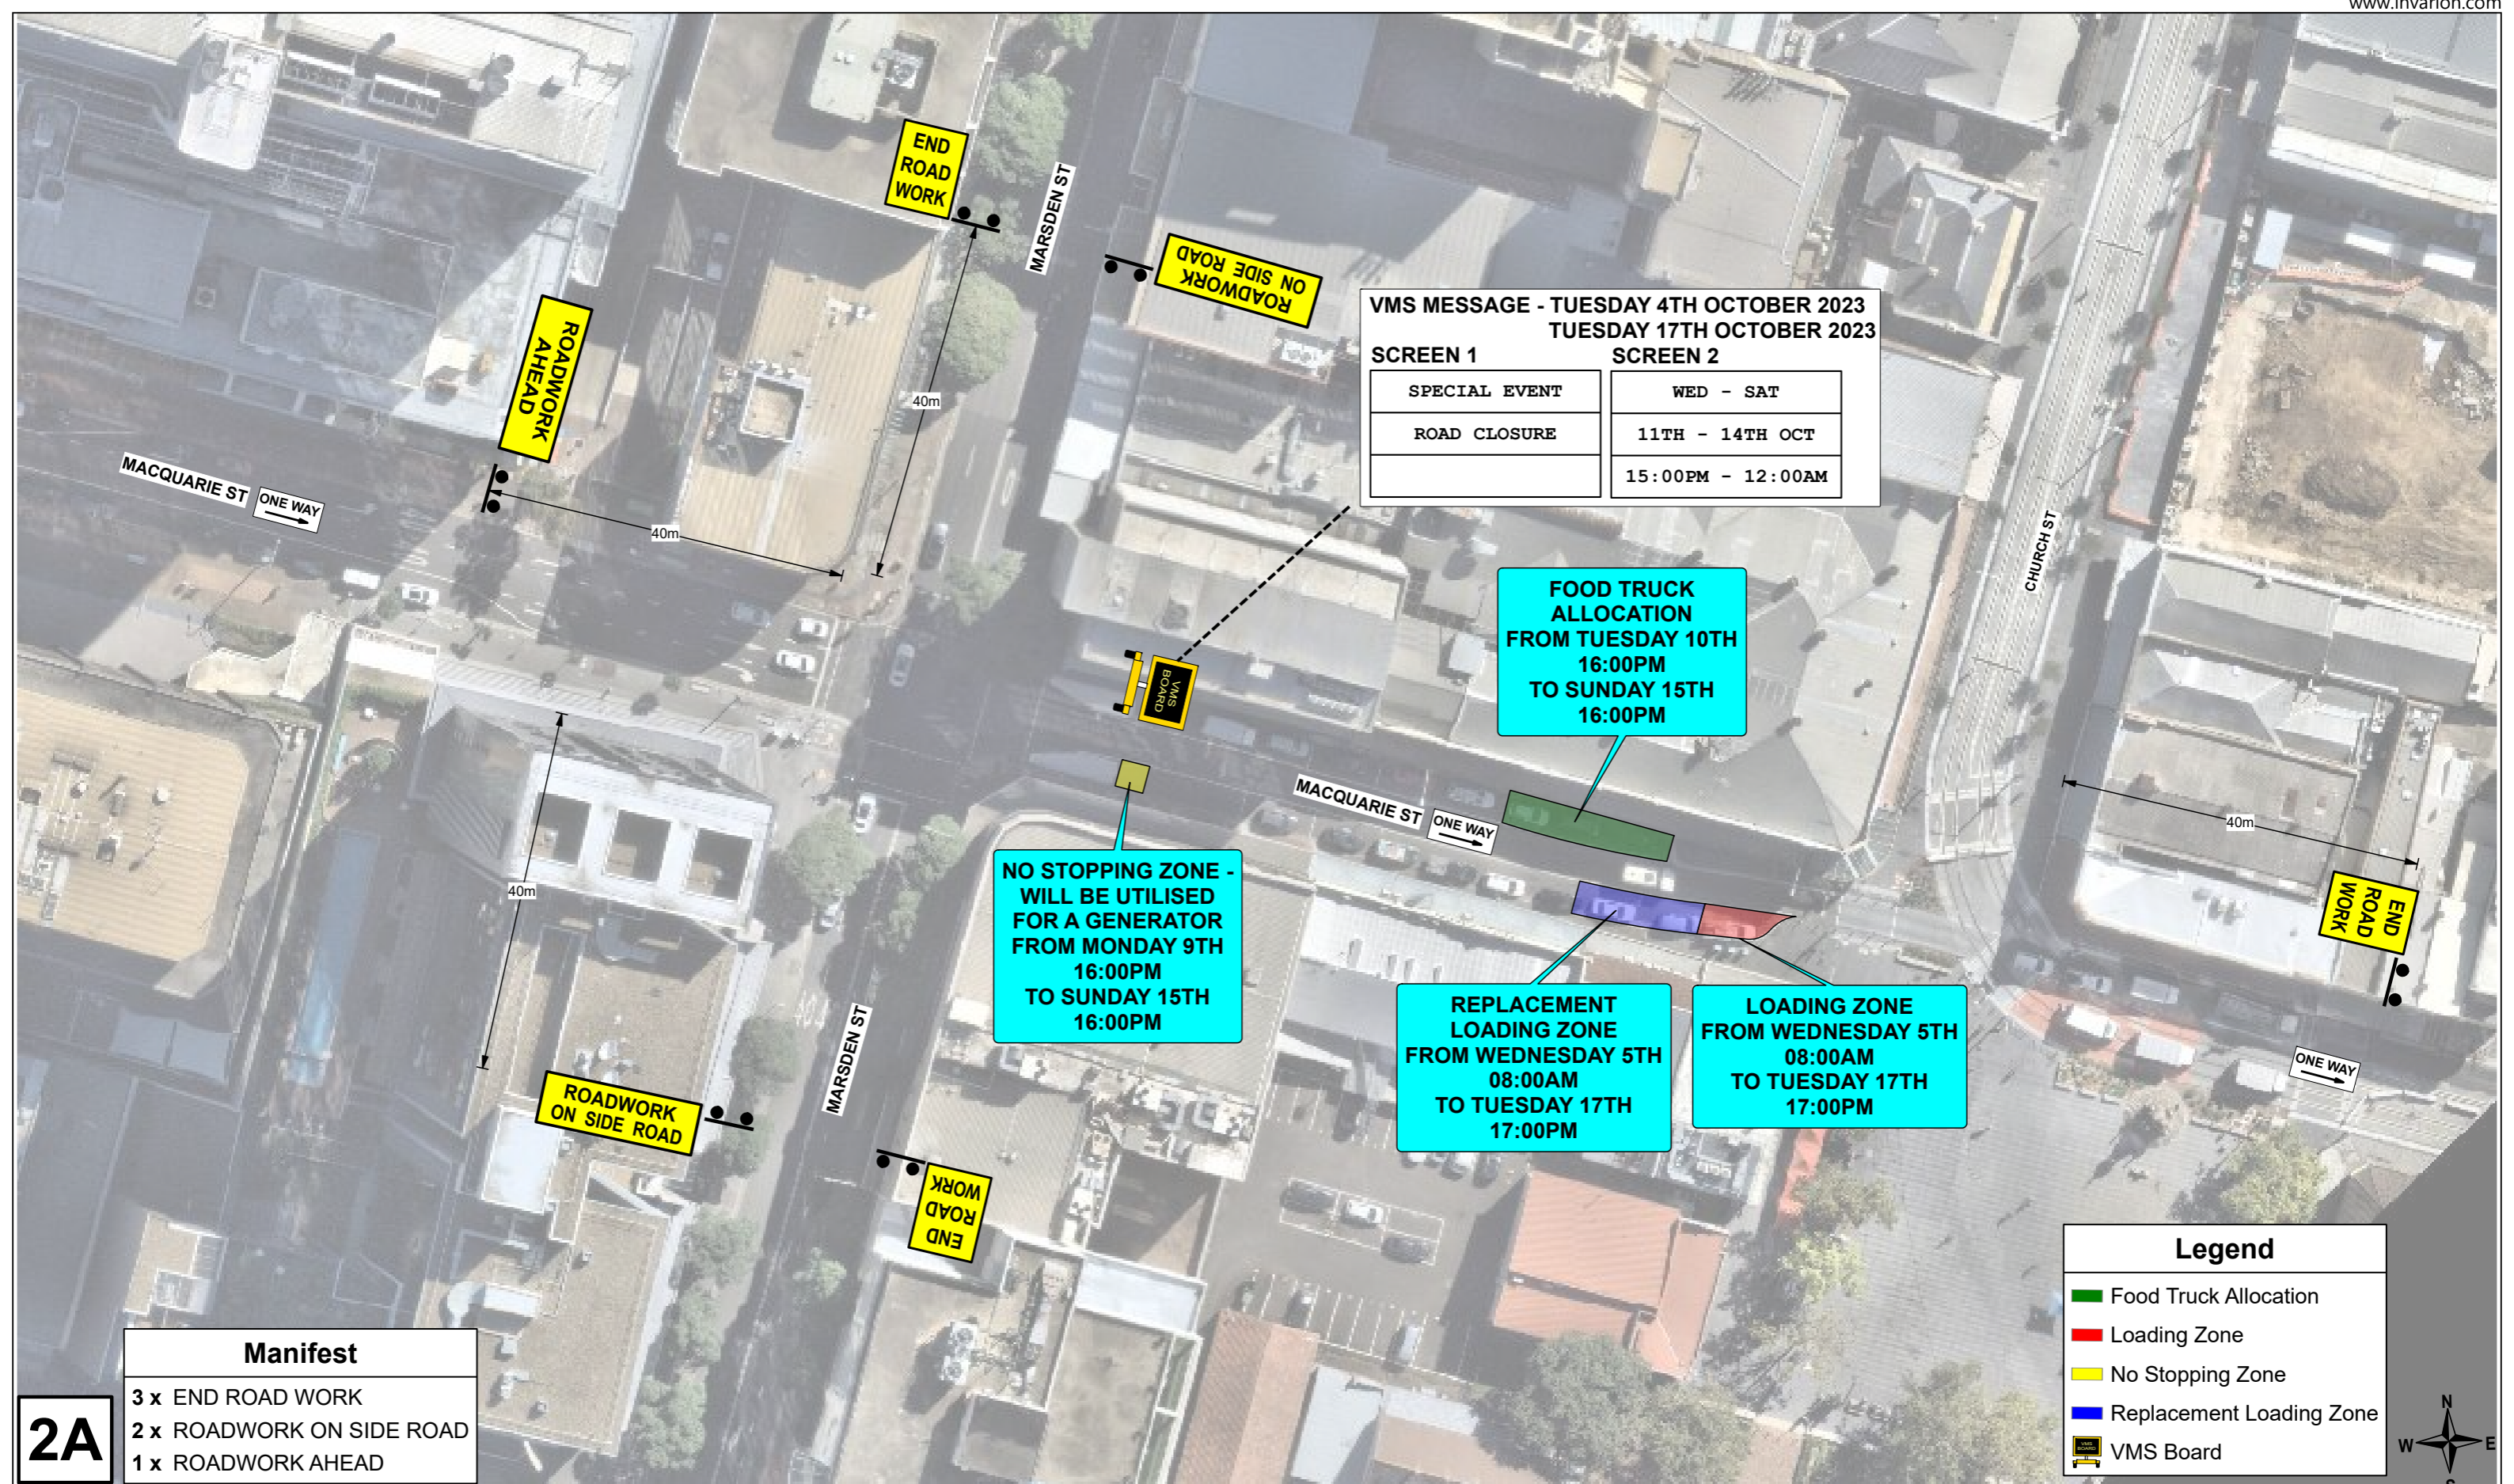 www.invarion.com
END
ROAD
WORK
MARSDEN ST
ROADWORK
ON SIDE ROAD
ROADWORK
AHEAD
40m
VMS MESSAGE - TUESDAY 4TH OCTOBER 2023
TUESDAY 17TH OCTOBER 2023
SCREEN 1
SPECIAL EVENT
ROAD CLOSURE
SCREEN 2
WED - SAT
11TH - 14TH OCT
15:00PM - 12:00AM
MACQUARIE ST
ONE WAY
40m
CHURCH ST
FOOD TRUCK
ALLOCATION
FROM TUESDAY 10TH
16:00PM
TO SUNDAY 15TH
16:00PM
VMS
BOARD
MACQUARIE ST
ONE WAY
40m
40m
END
ROAD
WORK
NO STOPPING ZONE -
WILL BE UTILISED
FOR A GENERATOR
FROM MONDAY 9TH
16:00PM
TO SUNDAY 15TH
16:00PM
REPLACEMENT
LOADING ZONE
FROM WEDNESDAY 5TH
08:00AM
TO TUESDAY 17TH
17:00PM
LOADING ZONE
FROM WEDNESDAY 5TH
08:00AM
TO TUESDAY 17TH
17:00PM
ONE WAY
MARSDEN ST
ROADWORK
ON SIDE ROAD
END
ROAD
WORK
Legend
Food Truck Allocation
Loading Zone
No Stopping Zone
Replacement Loading Zone
VMS BOARD
VMS Board
N
W
E
S
Manifest
3 x END ROAD WORK
2 x ROADWORK ON SIDE ROAD
1 x ROADWORK AHEAD
2A